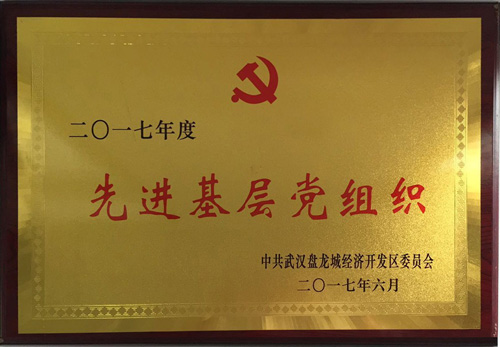 二〇一七年度
先进基层党组织
中共武汉盘龙城经济开发区委员会
二〇一七年六月